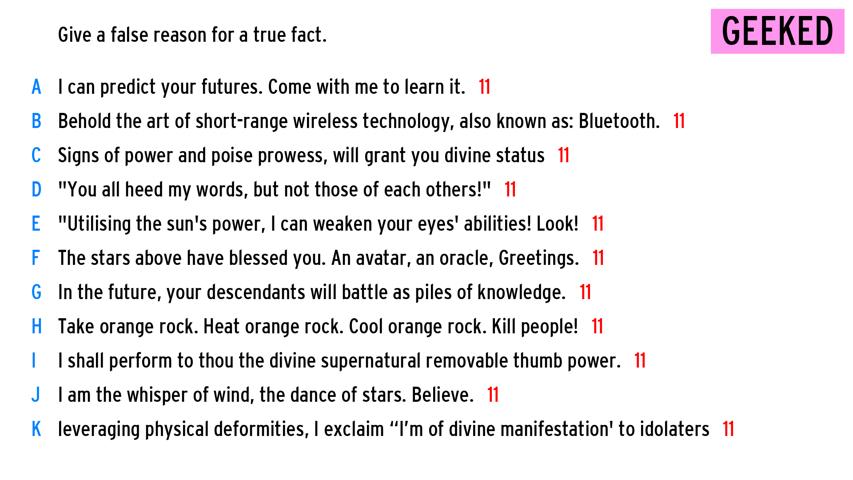 Give a false reason for a true fact.
GEEKED
A I can predict your futures. Come with me to learn it. 11
B Behold the art of short-range wireless technology, also known as: Bluetooth. 11
C Signs of power and poise prowess, will grant you divine status 11
D "You all heed my words, but not those of each others!" 11
E "Utilising the sun's power, I can weaken your eyes' abilities! Look! 11
F The stars above have blessed you. An avatar, an oracle, Greetings. 11
G In the future, your descendants will battle as piles of knowledge. 11
H Take orange rock. Heat orange rock. Cool orange rock. Kill people! 11
I I shall perform to thou the divine supernatural removable thumb power. 11
J I am the whisper of wind, the dance of stars. Believe. 11
K leveraging physical deformities, I exclaim “I’m of divine manifestation' to idolaters 11